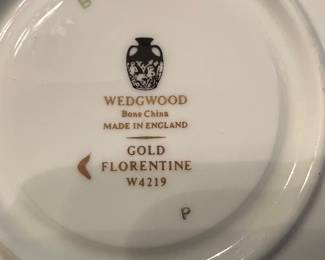 WEDGWOOD
Bone China
MADE IN ENGLAND
GOLD
FLORENTINE
W4219
P